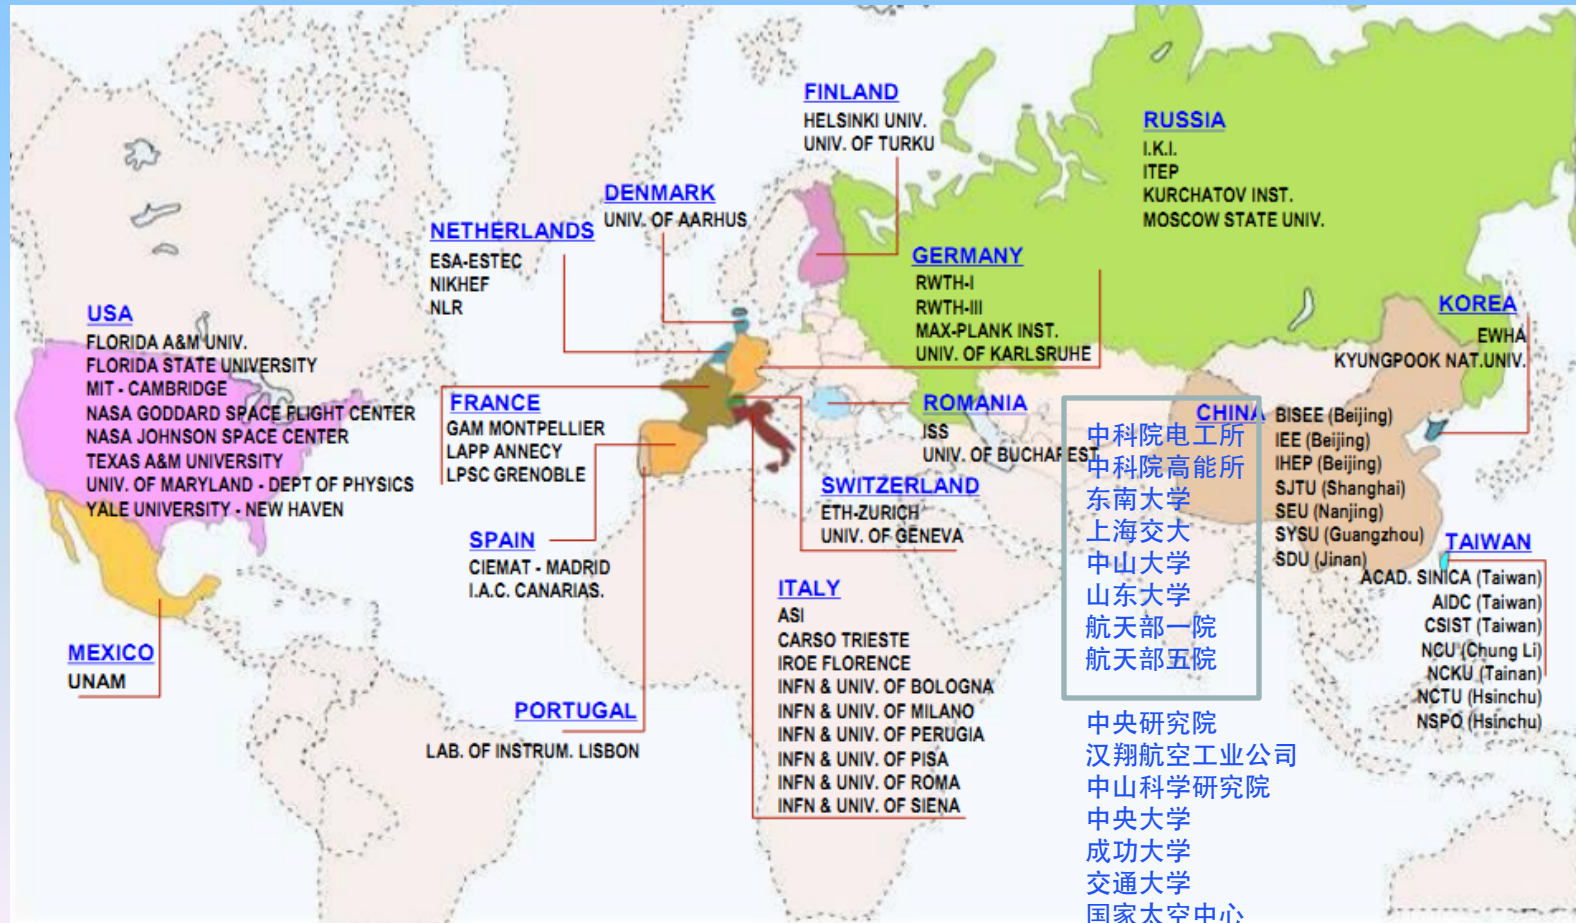 FINLAND
HELSINKI UNIV.
UNIV. OF TURKU
RUSSIA
I.K.I.
ITEP
KURCHATOV INST.
MOSCOW STATE UNIV.
DENMARK
UNIV. OF AARHUS
NETHERLANDS
ESA-ESTEC
NIKHEF
NLR
GERMANY
RWTH-I
RWTH-III
MAX-PLANK INST.
UNIV. OF KARLSRUHE
USA
FLORIDA A&M UNIV.
FLORIDA STATE UNIVERSITY
MIT - CAMBRIDGE
NASA GODDARD SPACE FLIGHT CENTER
NASA JOHNSON SPACE CENTER
TEXAS A&M UNIVERSITY
UNIV. OF MARYLAND - DEPT OF PHYSICS
YALE UNIVERSITY - NEW HAVEN
KOREA
EWHA
KYUNGPOOK NAT.UNIV.
FRANCE
GAM MONTPELLIER
LAPP ANNECY
LPSC GRENOBLE
ROMANIA
ISS
UNIV. OF BUCHAREST
CHINA
BISEE (Beijing)
IEE (Beijing)
IHEP (Beijing)
SJTU (Shanghai)
SEU (Nanjing)
SYSU (Guangzhou)
SDU (Jinan)
中科院电工所
中科院高能所
东南大学
上海交大
中山大学
山东大学
航天部一院
航天部五院
SWITZERLAND
ETH-ZURICH
UNIV. OF GENEVA
SPAIN
CIEMAT - MADRID
I.A.C. CANARIAS.
TAIWAN
ACAD. SINICA (Taiwan)
AIDC (Taiwan)
CSIST (Taiwan)
NCU (Chung Li)
NCKU (Tainan)
NCTU (Hsinchu)
NSPO (Hsinchu)
ITALY
ASI
CARSO TRIESTE
IROE FLORENCE
INFN & UNIV. OF BOLOGNA
INFN & UNIV. OF MILANO
INFN & UNIV. OF PERUGIA
INFN & UNIV. OF PISA
INFN & UNIV. OF ROMA
INFN & UNIV. OF SIENA
MEXICO
UNAM
PORTUGAL
LAB. OF INSTRUM. LISBON
中央研究院
汉翔航空工业公司
中山科学研究院
中央大学
成功大学
交通大学
国家太空中心